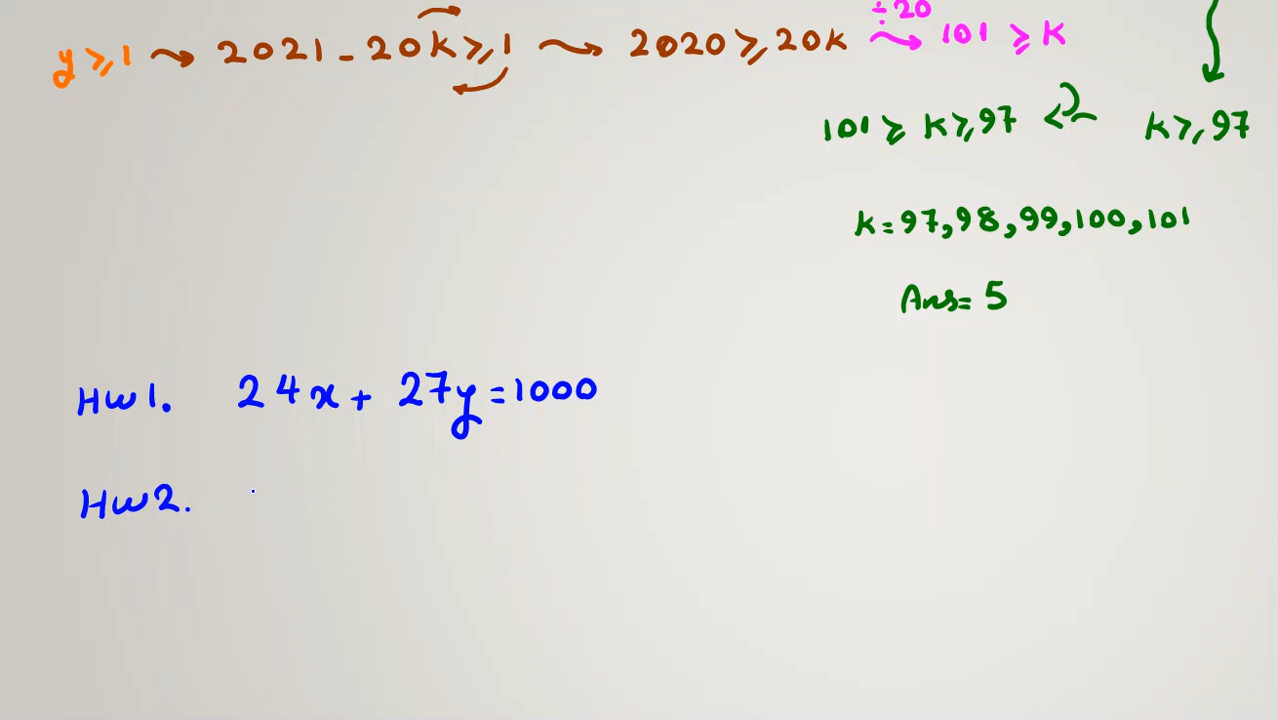 ÷20
y ≥ 1 ⇝ 2021 - 20k ≥ 1 ⇝ 2020 ≥ 20k ⇝ 101 ≥ k
101 ≥ k ≥ 97 k ≥ 97
k = 97, 98, 99, 100, 101
Ans = 5
HW1. 24x + 27y = 1000
HW2.